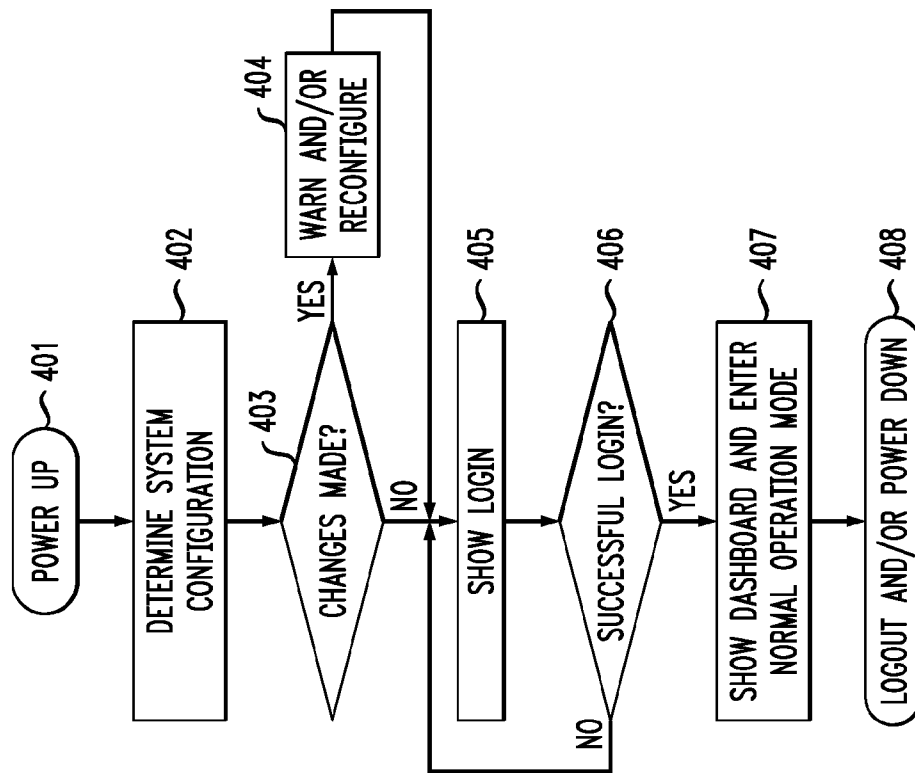 POWER UP
401
DETERMINE SYSTEM
CONFIGURATION
402
CHANGES MADE?
403
YES
WARN AND/OR
RECONFIGURE
404
NO
SHOW LOGIN
405
SUCCESSFUL LOGIN?
406
NO
YES
SHOW DASHBOARD AND ENTER
NORMAL OPERATION MODE
407
LOGOUT AND/OR POWER DOWN
408